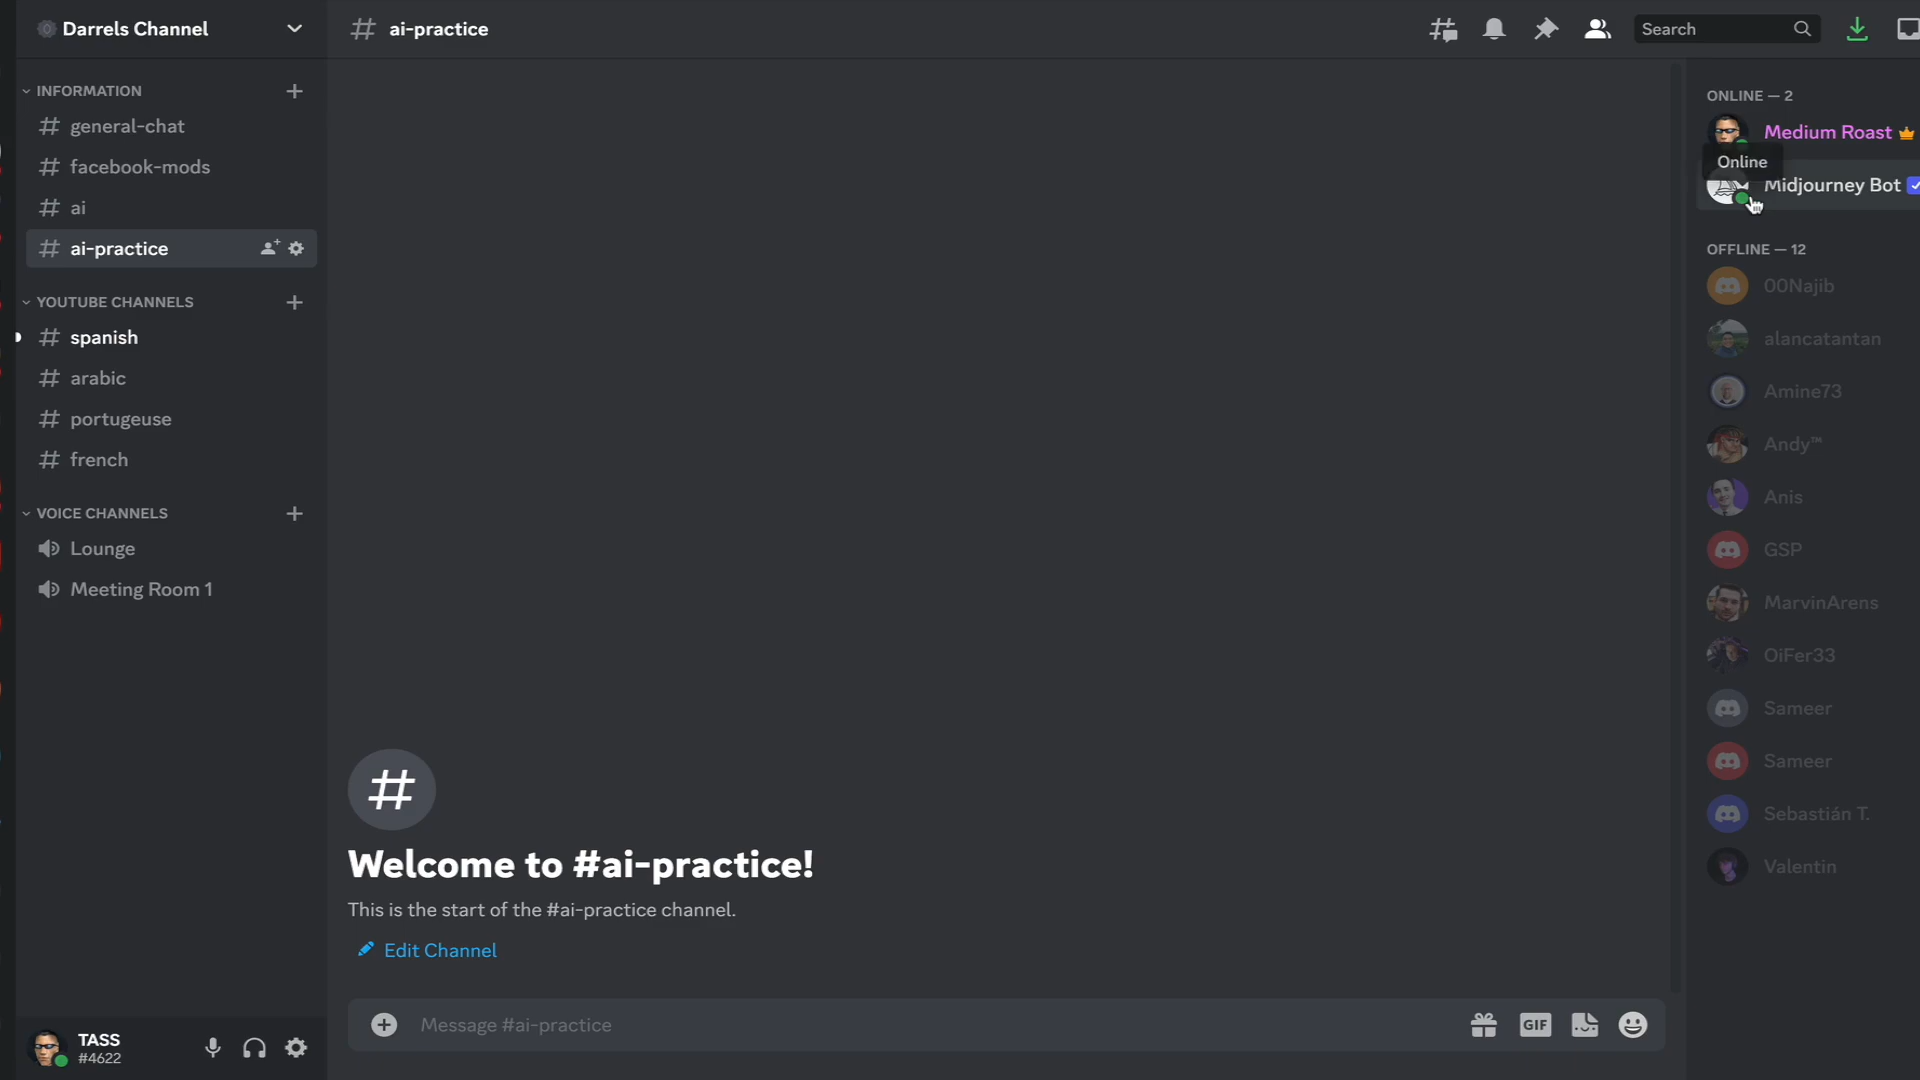 Darrels Channel
ai-practice
Search
INFORMATION
general-chat
facebook-mods
ai
ai-practice
YOUTUBE CHANNELS
spanish
arabic
portugeuse
french
VOICE CHANNELS
Lounge
Meeting Room 1
TASS
#4622
Welcome to #ai-practice!
This is the start of the #ai-practice channel.
Edit Channel
Message #ai-practice
GIF
ONLINE — 2
Medium Roast
Online
Midjourney Bot
OFFLINE — 12
00Najib
alancatantan
Amine73
Andy™
Anis
GSP
MarvinArens
OiFer33
Sameer
Sameer
Sebastián T.
Valentin